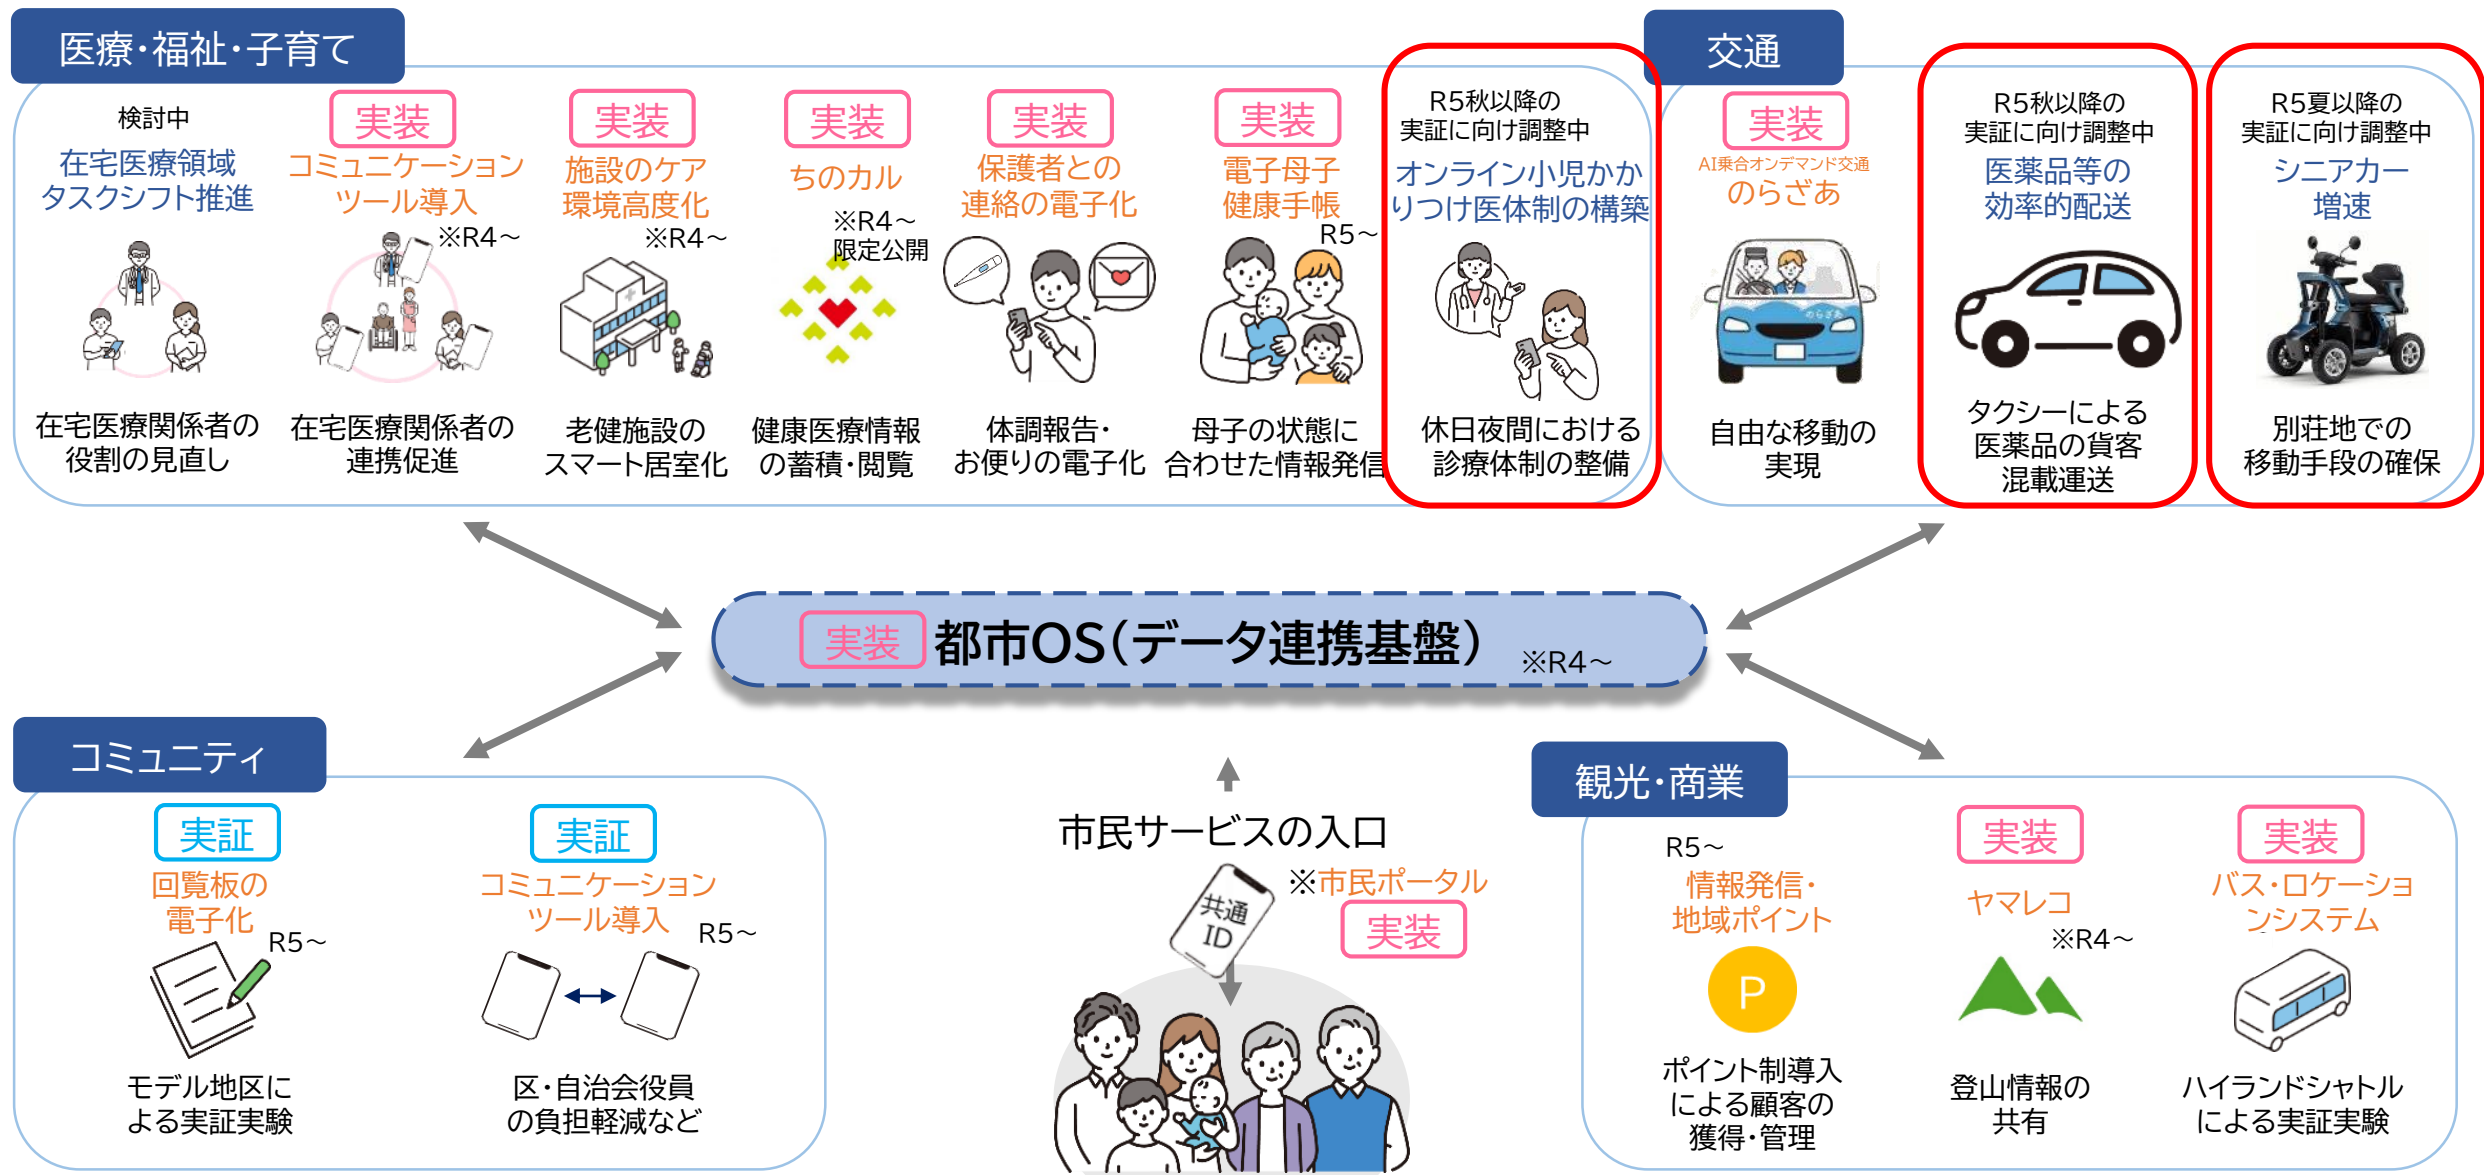 医療・福祉・子育て
検討中
在宅医療領域
タスクシフト推進
在宅医療関係者の
役割の見直し
実装
コミュニケーション
ツール導入
※R4～
在宅医療関係者の
連携促進
実装
施設のケア
環境高度化
※R4～
老健施設の
スマート居室化
実装
ちのカル
※R4～
限定公開
健康医療情報
の蓄積・閲覧
実装
保護者との
連絡の電子化
体調報告・
お便りの電子化
実装
電子母子
健康手帳
R5～
母子の状態に
合わせた情報発信
R5秋以降の
実証に向け調整中
オンライン小児かか
りつけ医体制の構築
休日夜間における
診療体制の整備
交通
実装
AI乗合オンデマンド交通
のらざあ
のらざあ
自由な移動の
実現
R5秋以降の
実証に向け調整中
医薬品等の
効率的配送
タクシーによる
医薬品の貨客
混載運送
R5夏以降の
実証に向け調整中
シニアカー
増速
別荘地での
移動手段の確保
実装 都市OS(データ連携基盤) ※R4～
コミュニティ
実証
回覧板の
電子化
R5～
モデル地区に
よる実証実験
実証
コミュニケーション
ツール導入
R5～
区・自治会役員
の負担軽減など
市民サービスの入口
※市民ポータル
実装
共通
ID
観光・商業
R5～
情報発信・
地域ポイント
P
ポイント制導入
による顧客の
獲得・管理
実装
ヤマレコ
※R4～
登山情報の
共有
実装
バス・ロケーショ
ンシステム
ハイランドシャトル
による実証実験